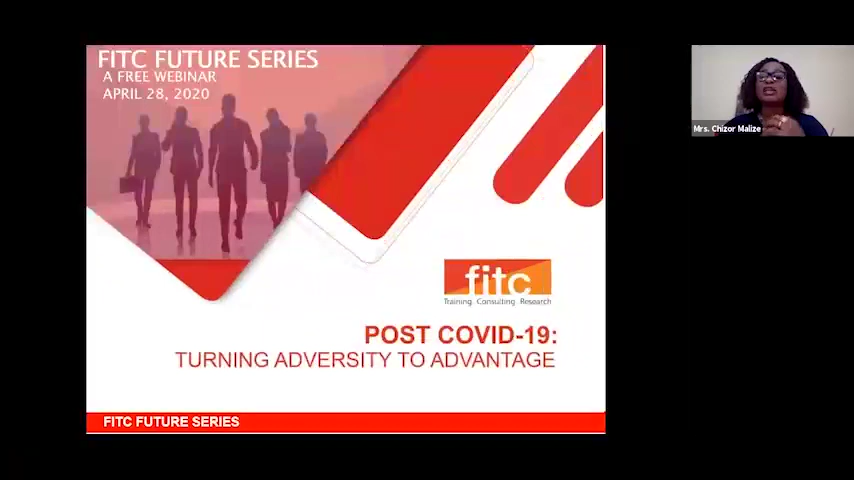 FITC FUTURE SERIES
A FREE WEBINAR
APRIL 28, 2020
Mrs. Chizor Malize
fitc
Training Consulting Research
POST COVID-19:
TURNING ADVERSITY TO ADVANTAGE
FITC FUTURE SERIES